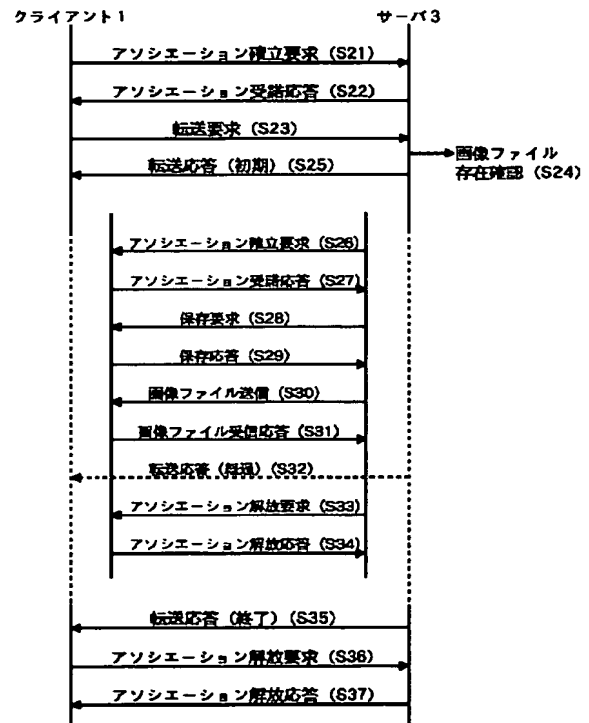 クライアント1
サーバ3
アソシエーション確立要求（S21）
アソシエーション受諾応答（S22）
転送要求（S23）
画像ファイル
存在確認（S24）
転送応答（初期）（S25）
アソシエーション確立要求（S26）
アソシエーション受諾応答（S27）
保存要求（S28）
保存応答（S29）
画像ファイル送信（S30）
画像ファイル受信応答（S31）
転送応答（経過）（S32）
アソシエーション解放要求（S33）
アソシエーション解放応答（S34）
転送応答（終了）（S35）
アソシエーション解放要求（S36）
アソシエーション解放応答（S37）